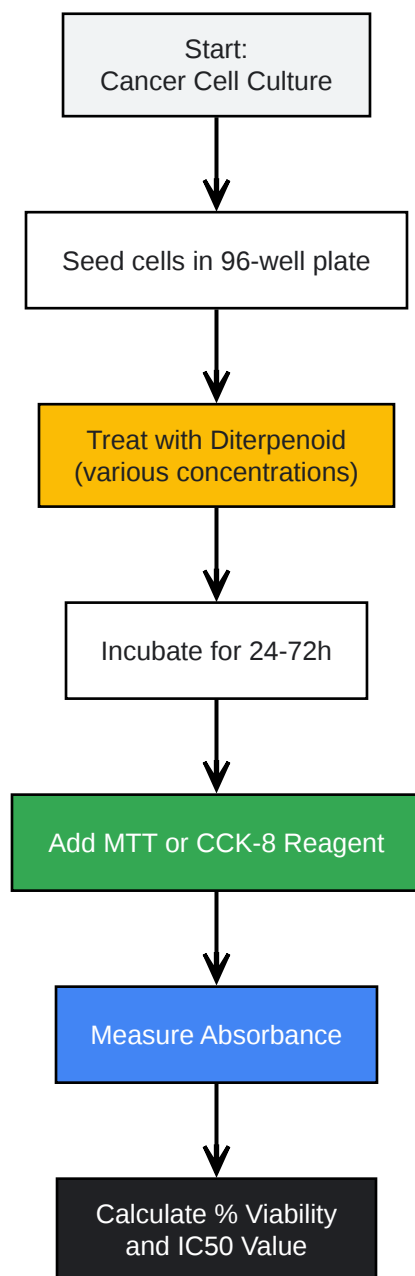 Start:
Cancer Cell Culture
Seed cells in 96-well plate
Treat with Diterpenoid
(various concentrations)
Incubate for 24-72h
Add MTT or CCK-8 Reagent
Measure Absorbance
Calculate % Viability
and IC50 Value